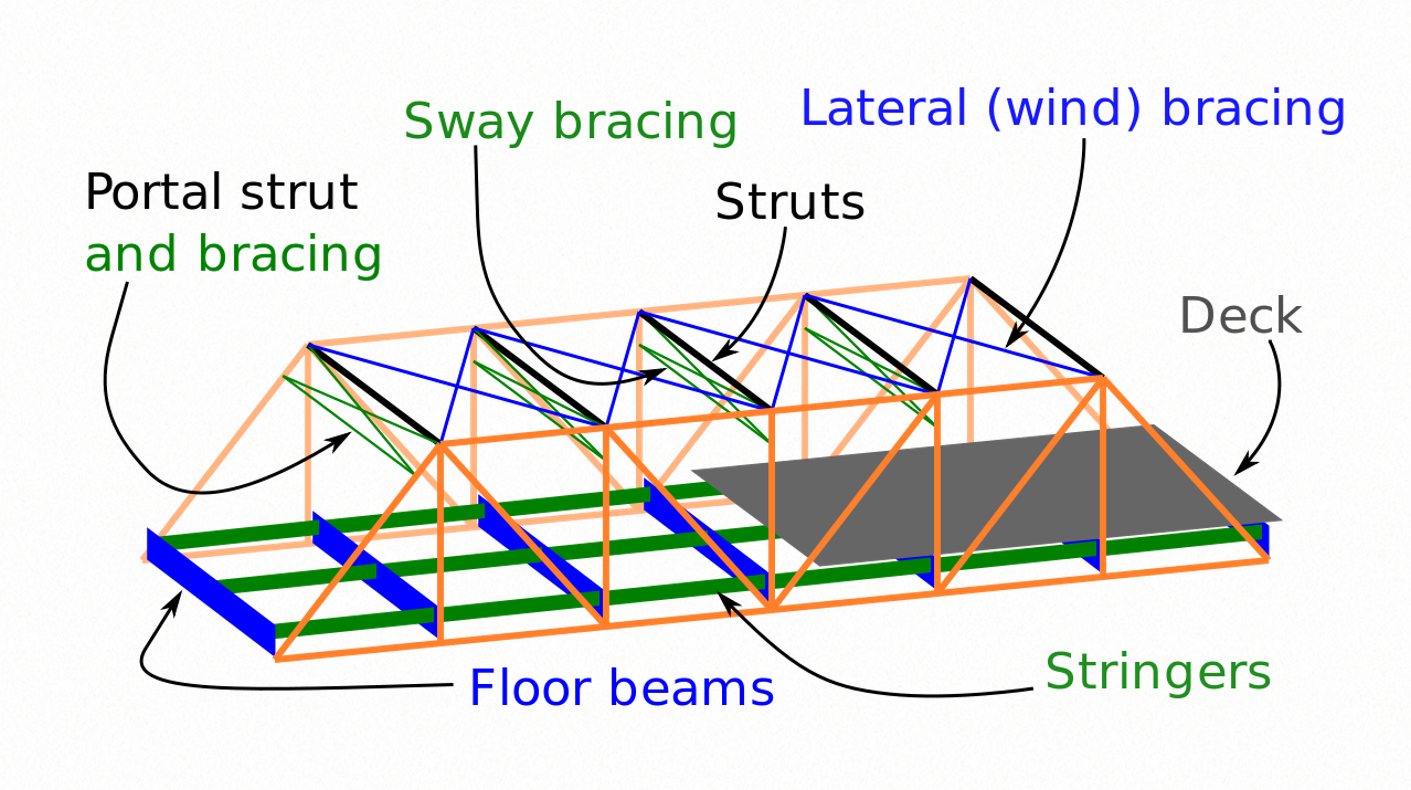 Sway bracing
Lateral (wind) bracing
Portal strut
and bracing
Struts
Deck
Floor beams
Stringers